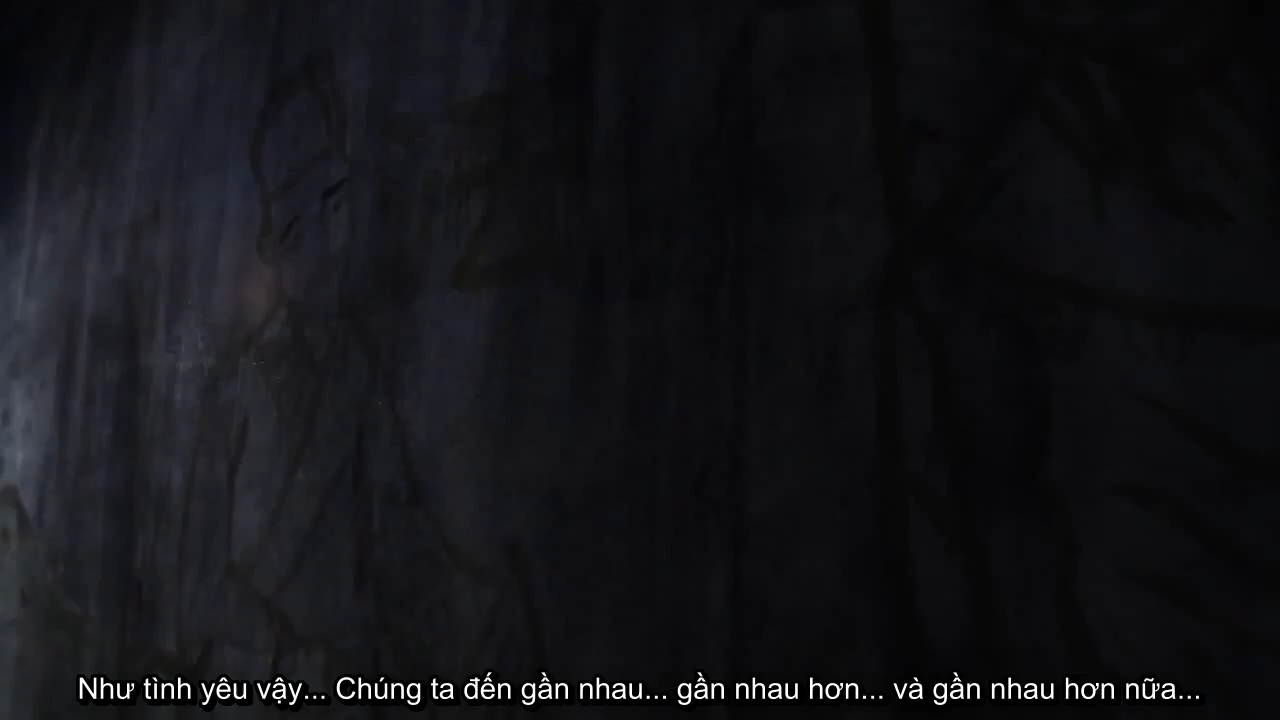 Như tình yêu vậy... Chúng ta đến gần nhau... gần nhau hơn... và gần nhau hơn nữa...